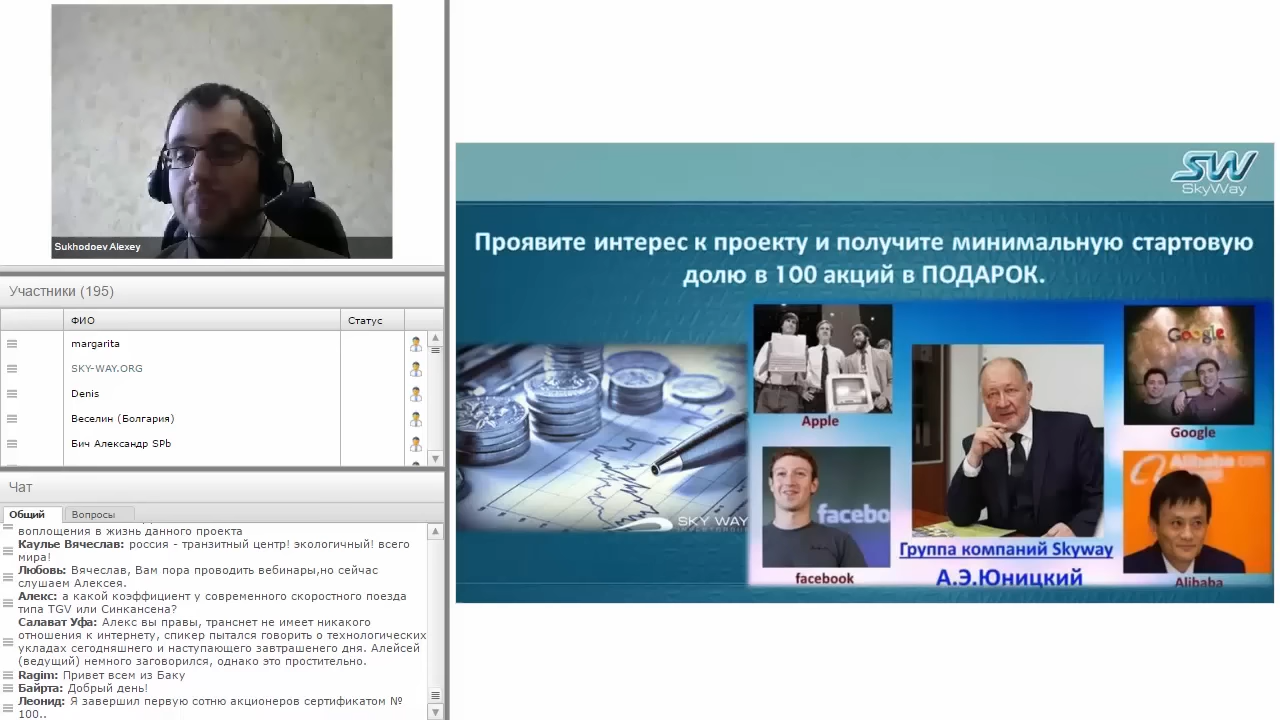 Sukhodoev Alexey
Участники (195)
ФИО
Статус
margarita
SKY-WAY.ORG
Denis
Веселин (Болгария)
Бич Александр SPb
Чат
Общий
Вопросы
воплощения в жизнь данного проекта
Каулье Вячеслав: россия - транзитный центр! экологичный! всего
мира!
Любовь: Вячеслав, Вам пора проводить вебинары,но сейчас
слушаем Алексея.
Алекс: а какой коэффициент у современного скоростного поезда
типа TGV или Синкансена?
Салават Уфа: Алекс вы правы, транснет не имеет никакого
отношения к интернету, спикер пытался говорить о технологических
укладах сегодняшнего и наступающего завтрашенего дня. Алейсей
(ведущий) немного заговорился, однако это простительно.
Ragim: Привет всем из Баку
Байрта: Добрый день!
Леонид: Я завершил первую сотню акционеров сертификатом №
100..
SW
SkyWay
Проявите интерес к проекту и получите минимальную стартовую
долю в 100 акций в ПОДАРОК.
SKY WAY
Apple
facebo
facebook
Группа компаний Skyway
А.Э.Юницкий
Google
Google
Alibaba.com
Alibaba